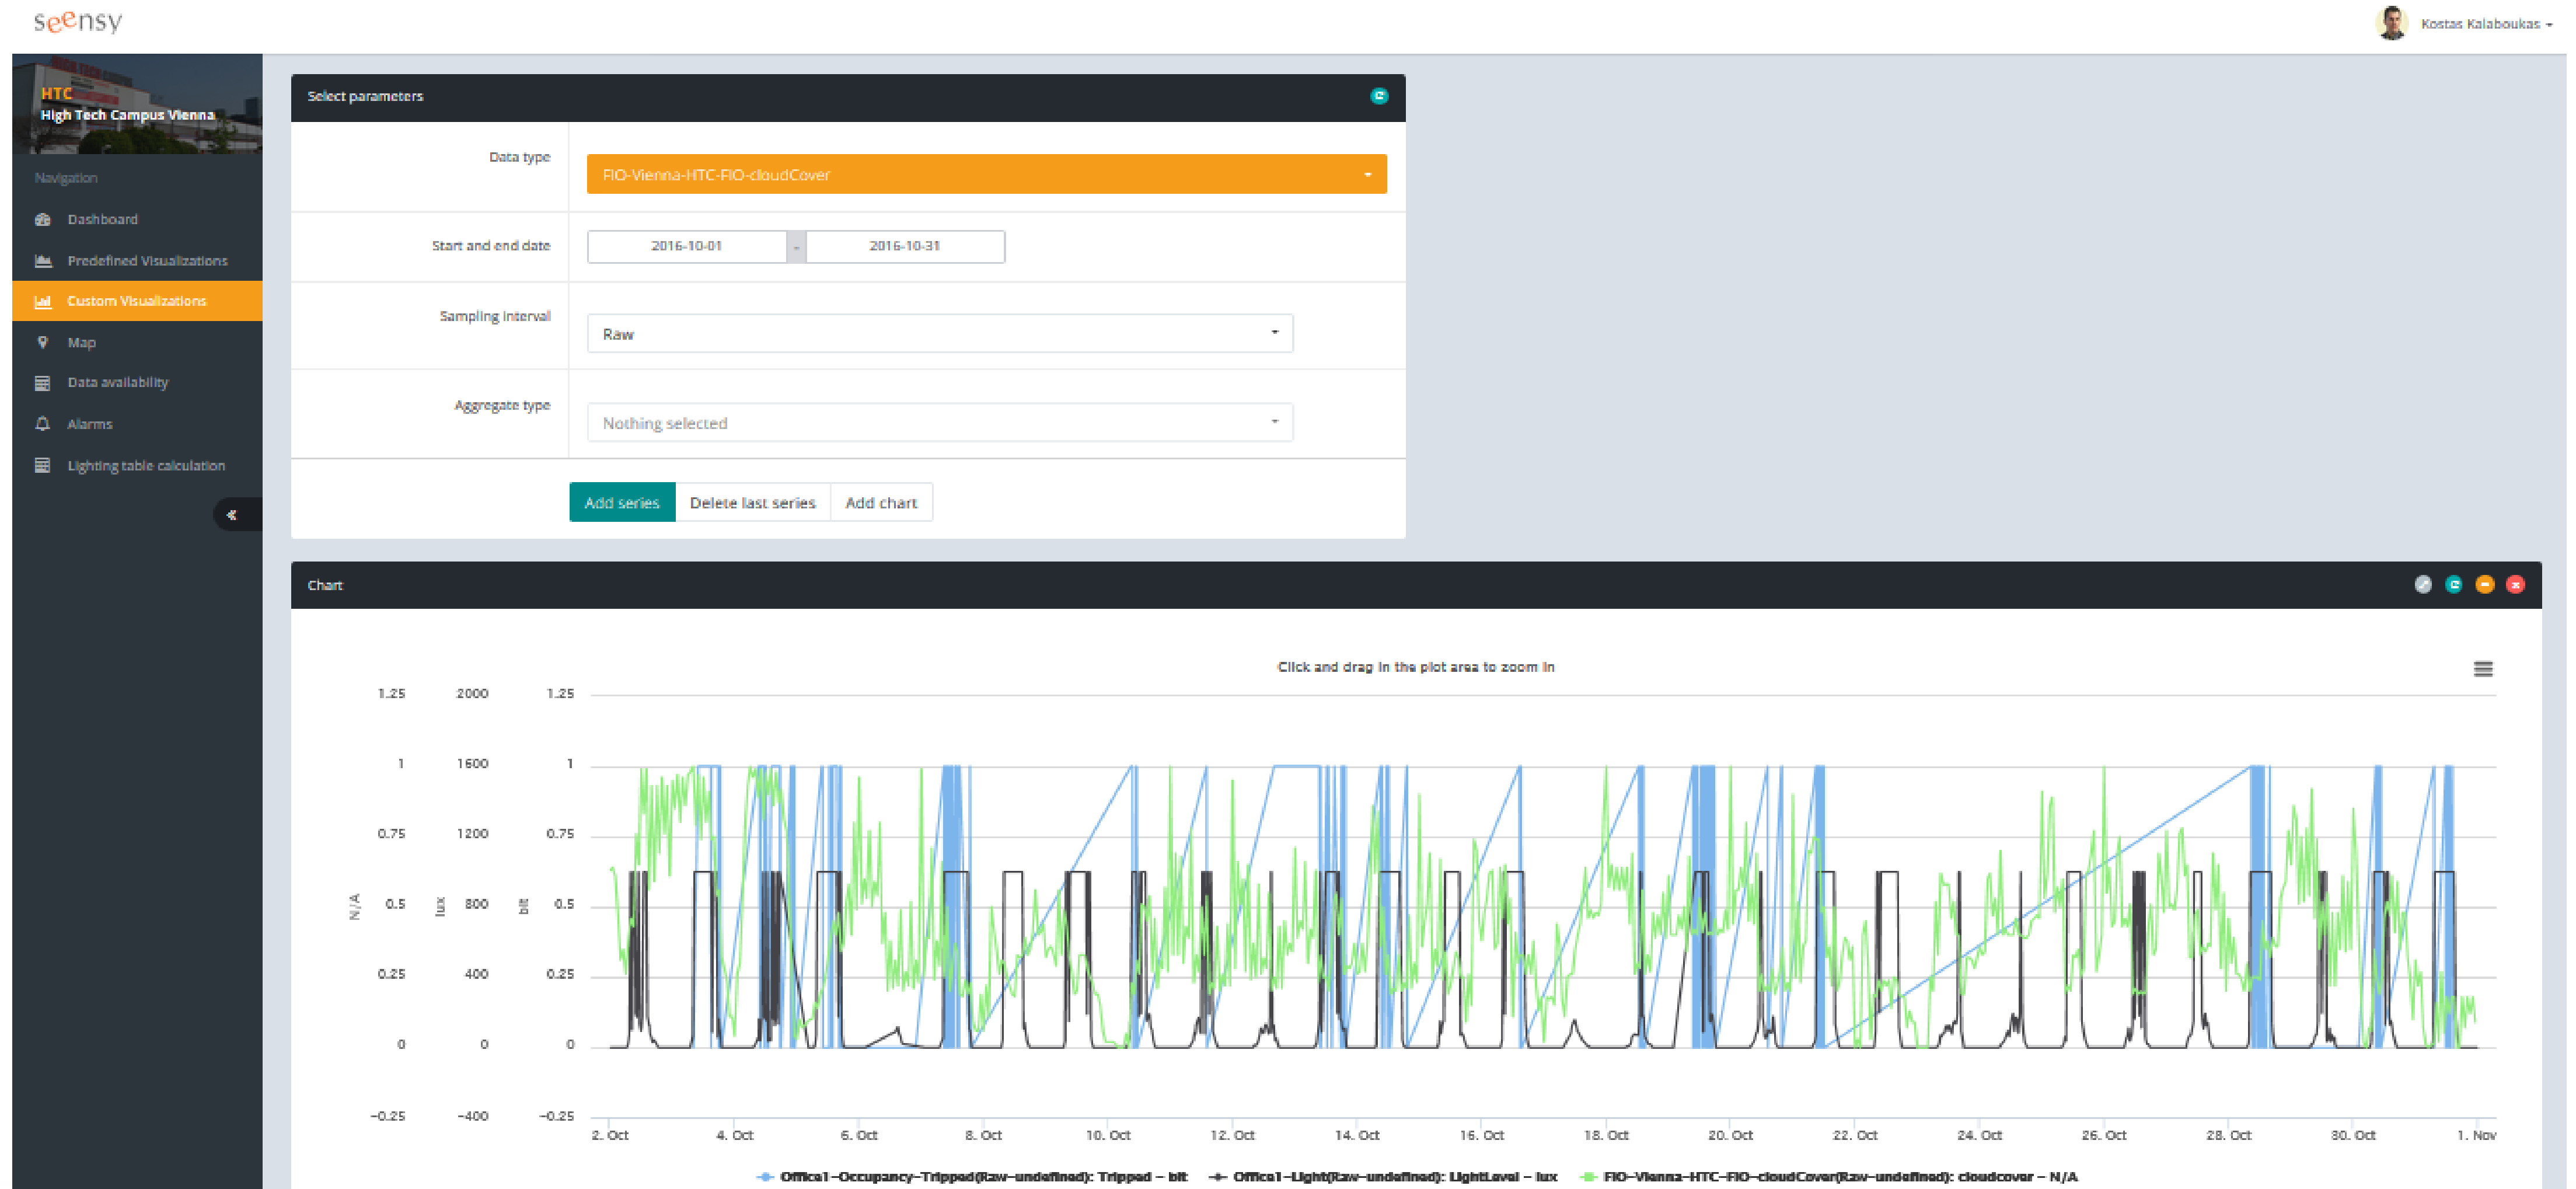 seensy
Kostas Kalaboukas
HTC
High Tech Campus Vienna
Navigation
Dashboard
Predefined Visualizations
Custom Visualizations
Map
Data availability
Alarms
Lighting table calculation
Select parameters
Data type
FIO-Vienna-HTC-FIO-cloudCover
Start and end date
2016-10-01 - 2016-10-31
Sampling interval
Raw
Aggregate type
Nothing selected
Add series Delete last series Add chart
Chart
Click and drag in the plot area to zoom in
1.25 2000 1.25
1 1600 1
0.75 1200 0.75
N/A 0.5 lux 800 bit 0.5
0.25 400 0.25
0 0 0
-0.25 -400 -0.25
2. Oct 4. Oct 6. Oct 8. Oct 10. Oct 12. Oct 14. Oct 16. Oct 18. Oct 20. Oct 22. Oct 24. Oct 26. Oct 28. Oct 30. Oct 1. Nov
Office1-Occupancy-Tripped(Raw-undefined): Tripped - bit Office1-Light(Raw-undefined): LightLevel - lux FIO-Vienna-HTC-FIO-cloudCover(Raw-undefined): cloudcover - N/A